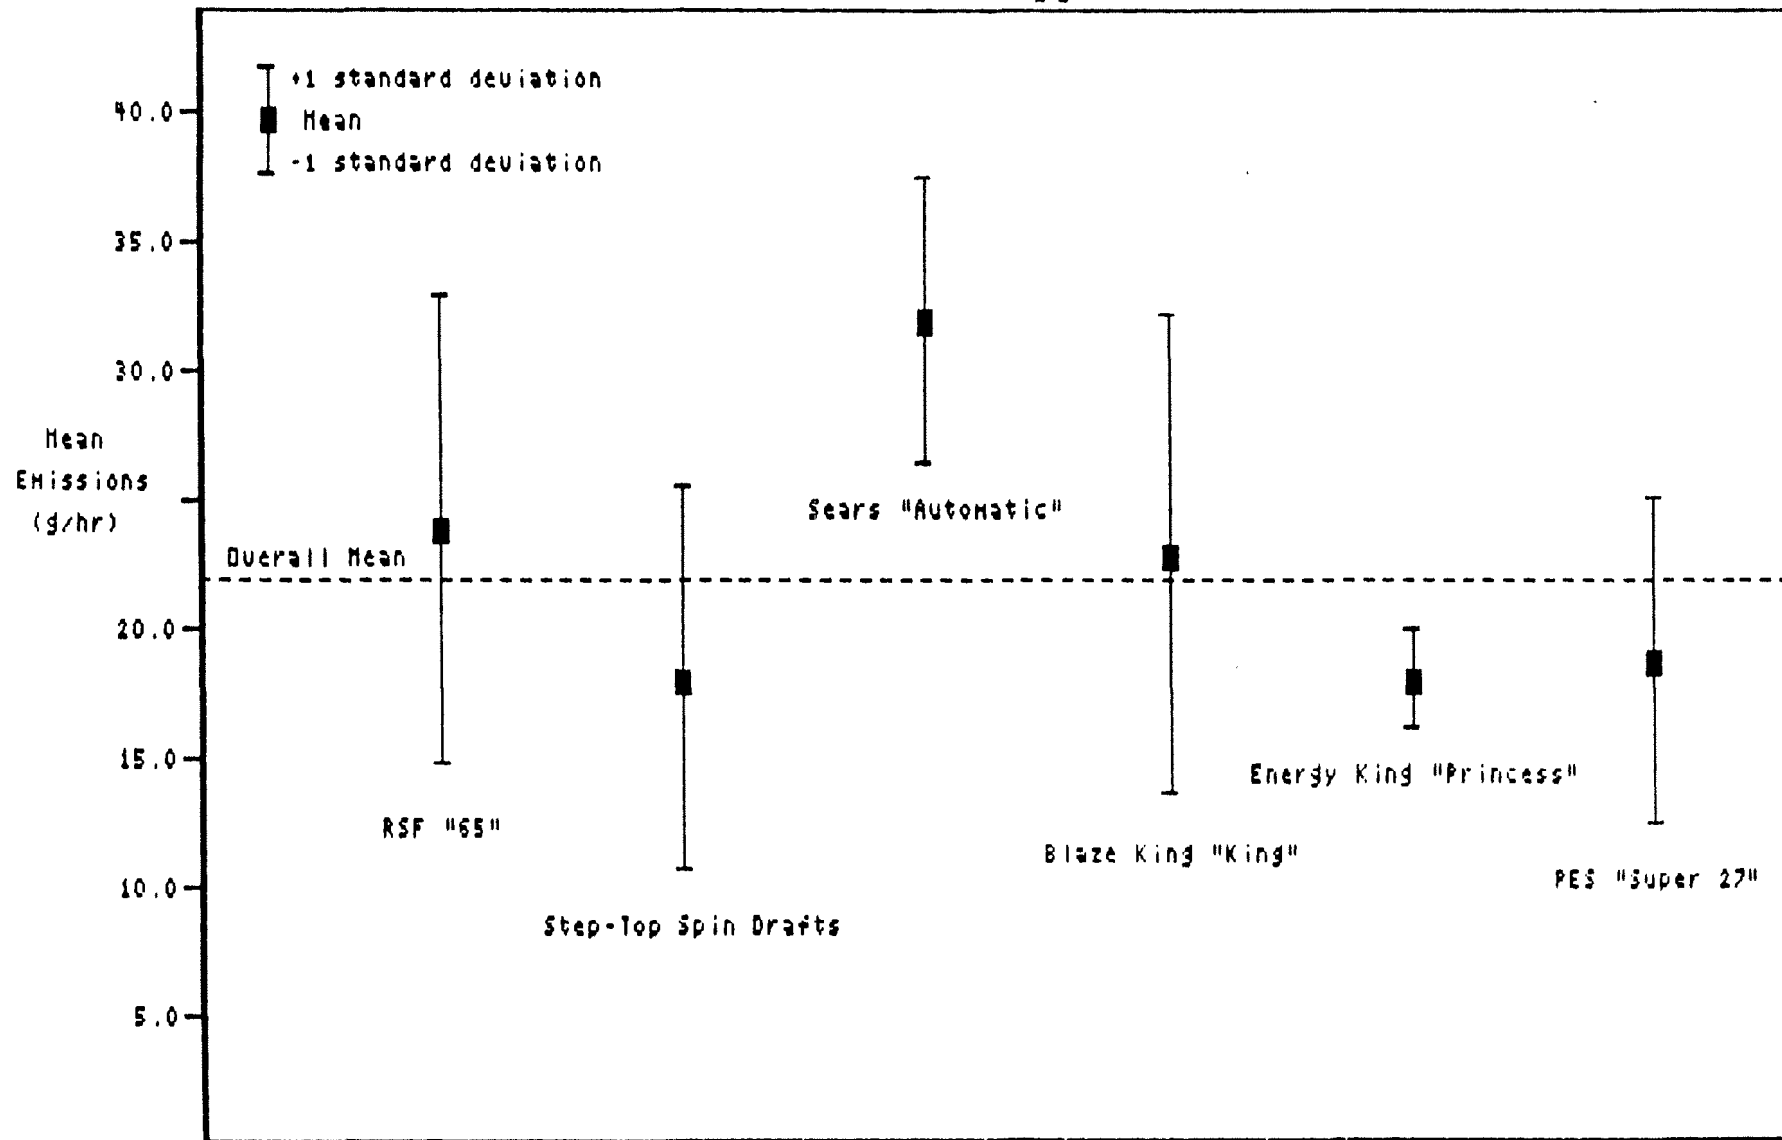 +1 standard deviation
Mean
-1 standard deviation
40.0
35.0
30.0
Mean
Emissions
(g/hr)
20.0
15.0
10.0
5.0
Overall Mean
RSF "65"
Step-Top Spin Drafts
Sears "Automatic"
Blaze King "King"
Energy King "Princess"
PES "Super 27"